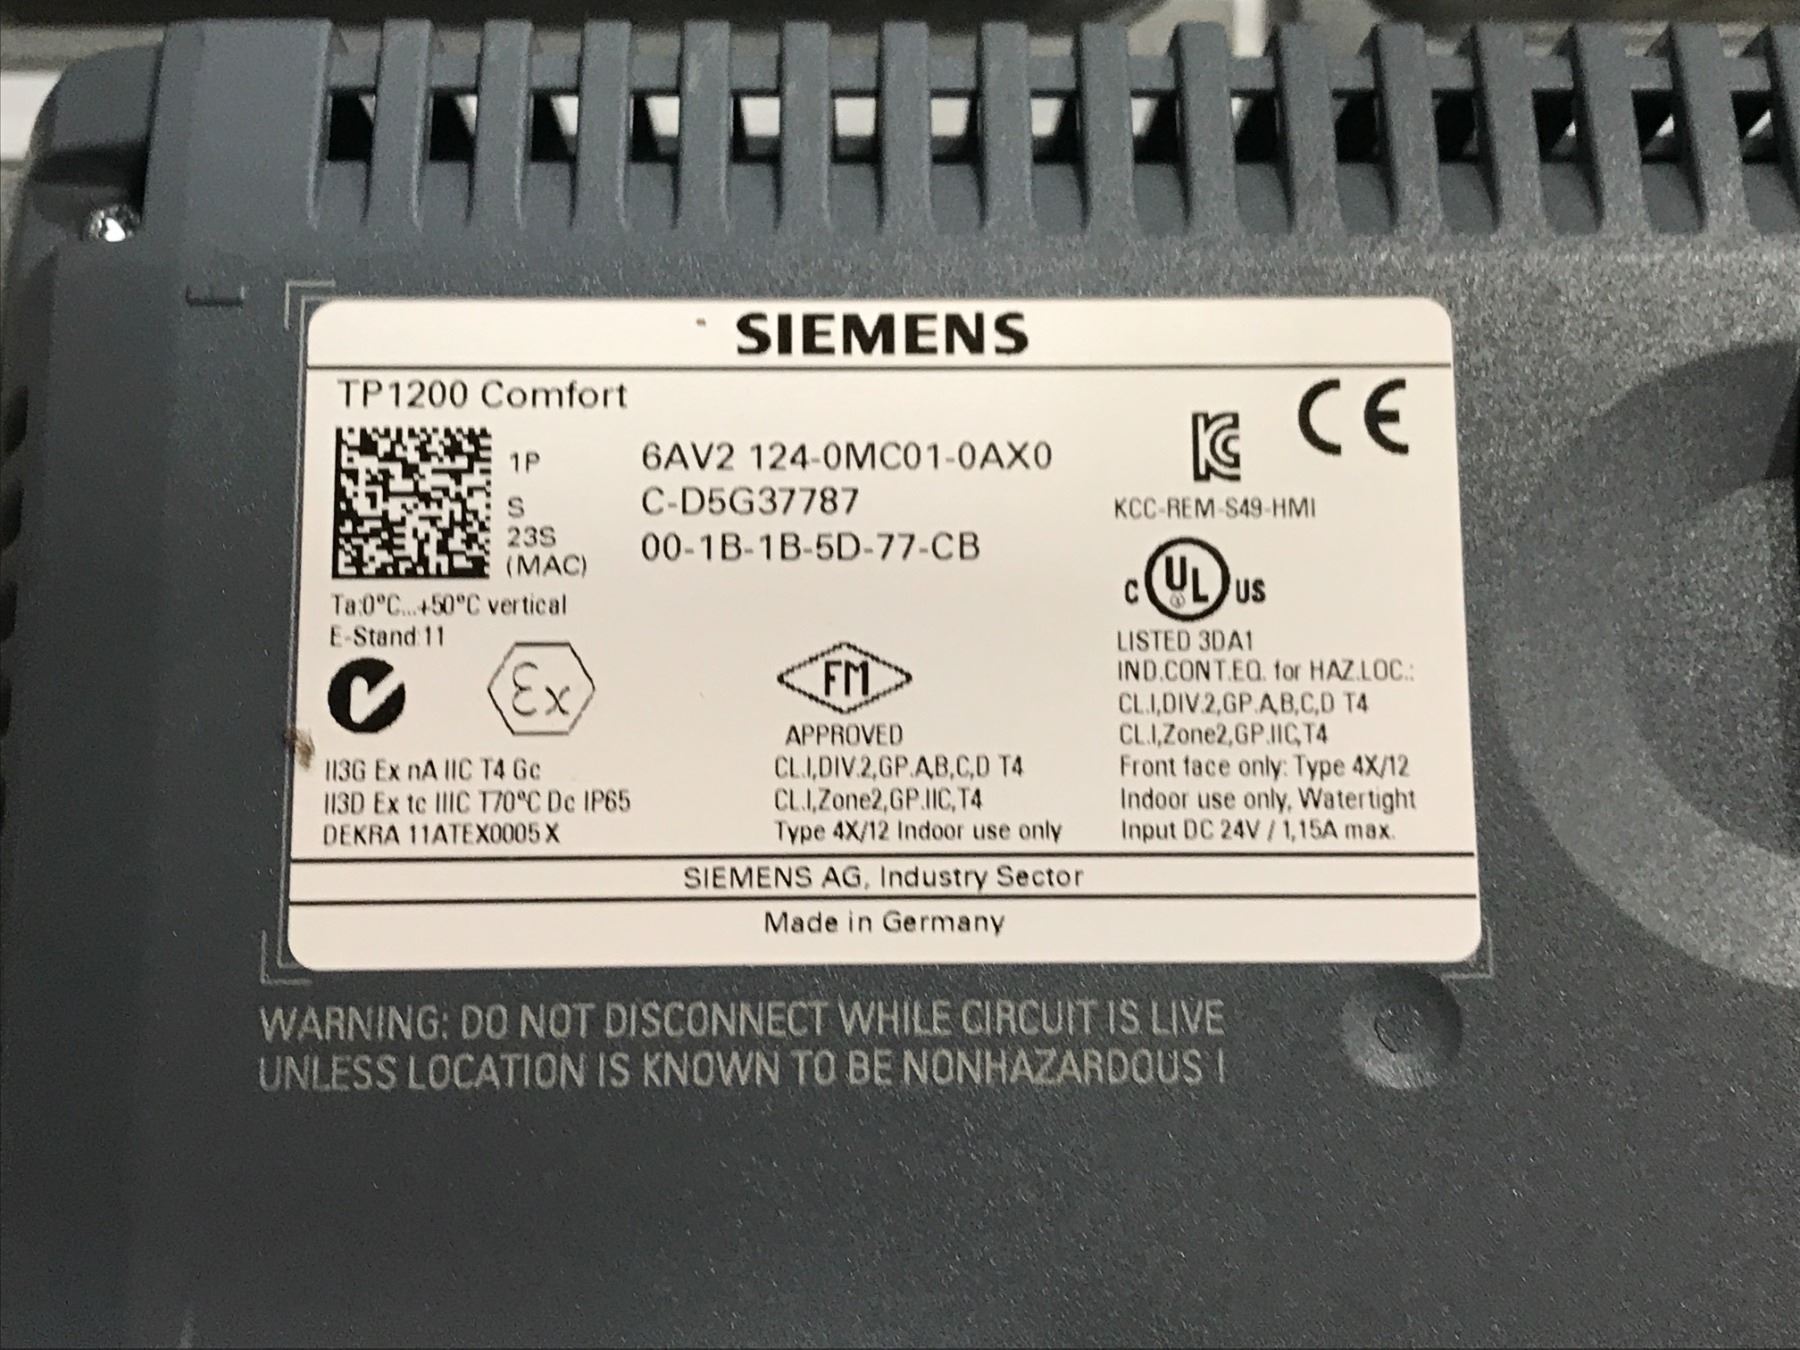 SIEMENS
TP1200 Comfort
1P 6AV2 124-0MC01-0AX0
S C-D5G37787
23S
(MAC) 00-1B-1B-5D-77-CB
Ta:0°C...+50°C vertical
E-Stand:11
Ex
II3G Ex nA IIC T4 Gc
II3D Ex tc IIIC T70°C Dc IP65
DEKRA 11ATEX0005 X
FM
APPROVED
CL.I,DIV.2,GP.A,B,C,D T4
CL.I,Zone2,GP.IIC,T4
Type 4X/12 Indoor use only
KC CE
KCC-REM-S49-HMI
C UL US
LISTED 3DA1
IND.CONT.EQ. for HAZ.LOC.:
CL.I,DIV.2,GP.A,B,C,D T4
CL.I,Zone2,GP.IIC,T4
Front face only: Type 4X/12
Indoor use only, Watertight
Input DC 24V / 1,15A max.
SIEMENS AG, Industry Sector
Made in Germany
WARNING: DO NOT DISCONNECT WHILE CIRCUIT IS LIVE
UNLESS LOCATION IS KNOWN TO BE NONHAZARDOUS !